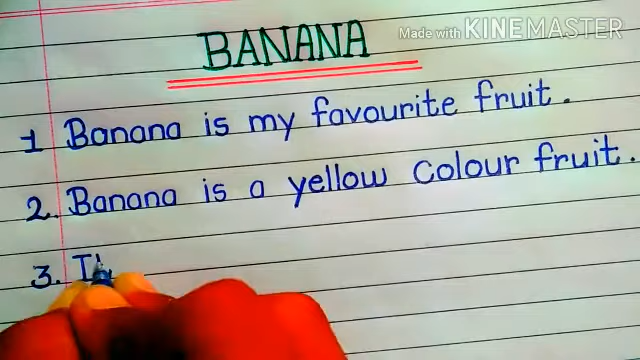 Made with KINEMASTER
BANANA
1 Banana is my favourite fruit.
2. Banana is a yellow colour fruit.
3.